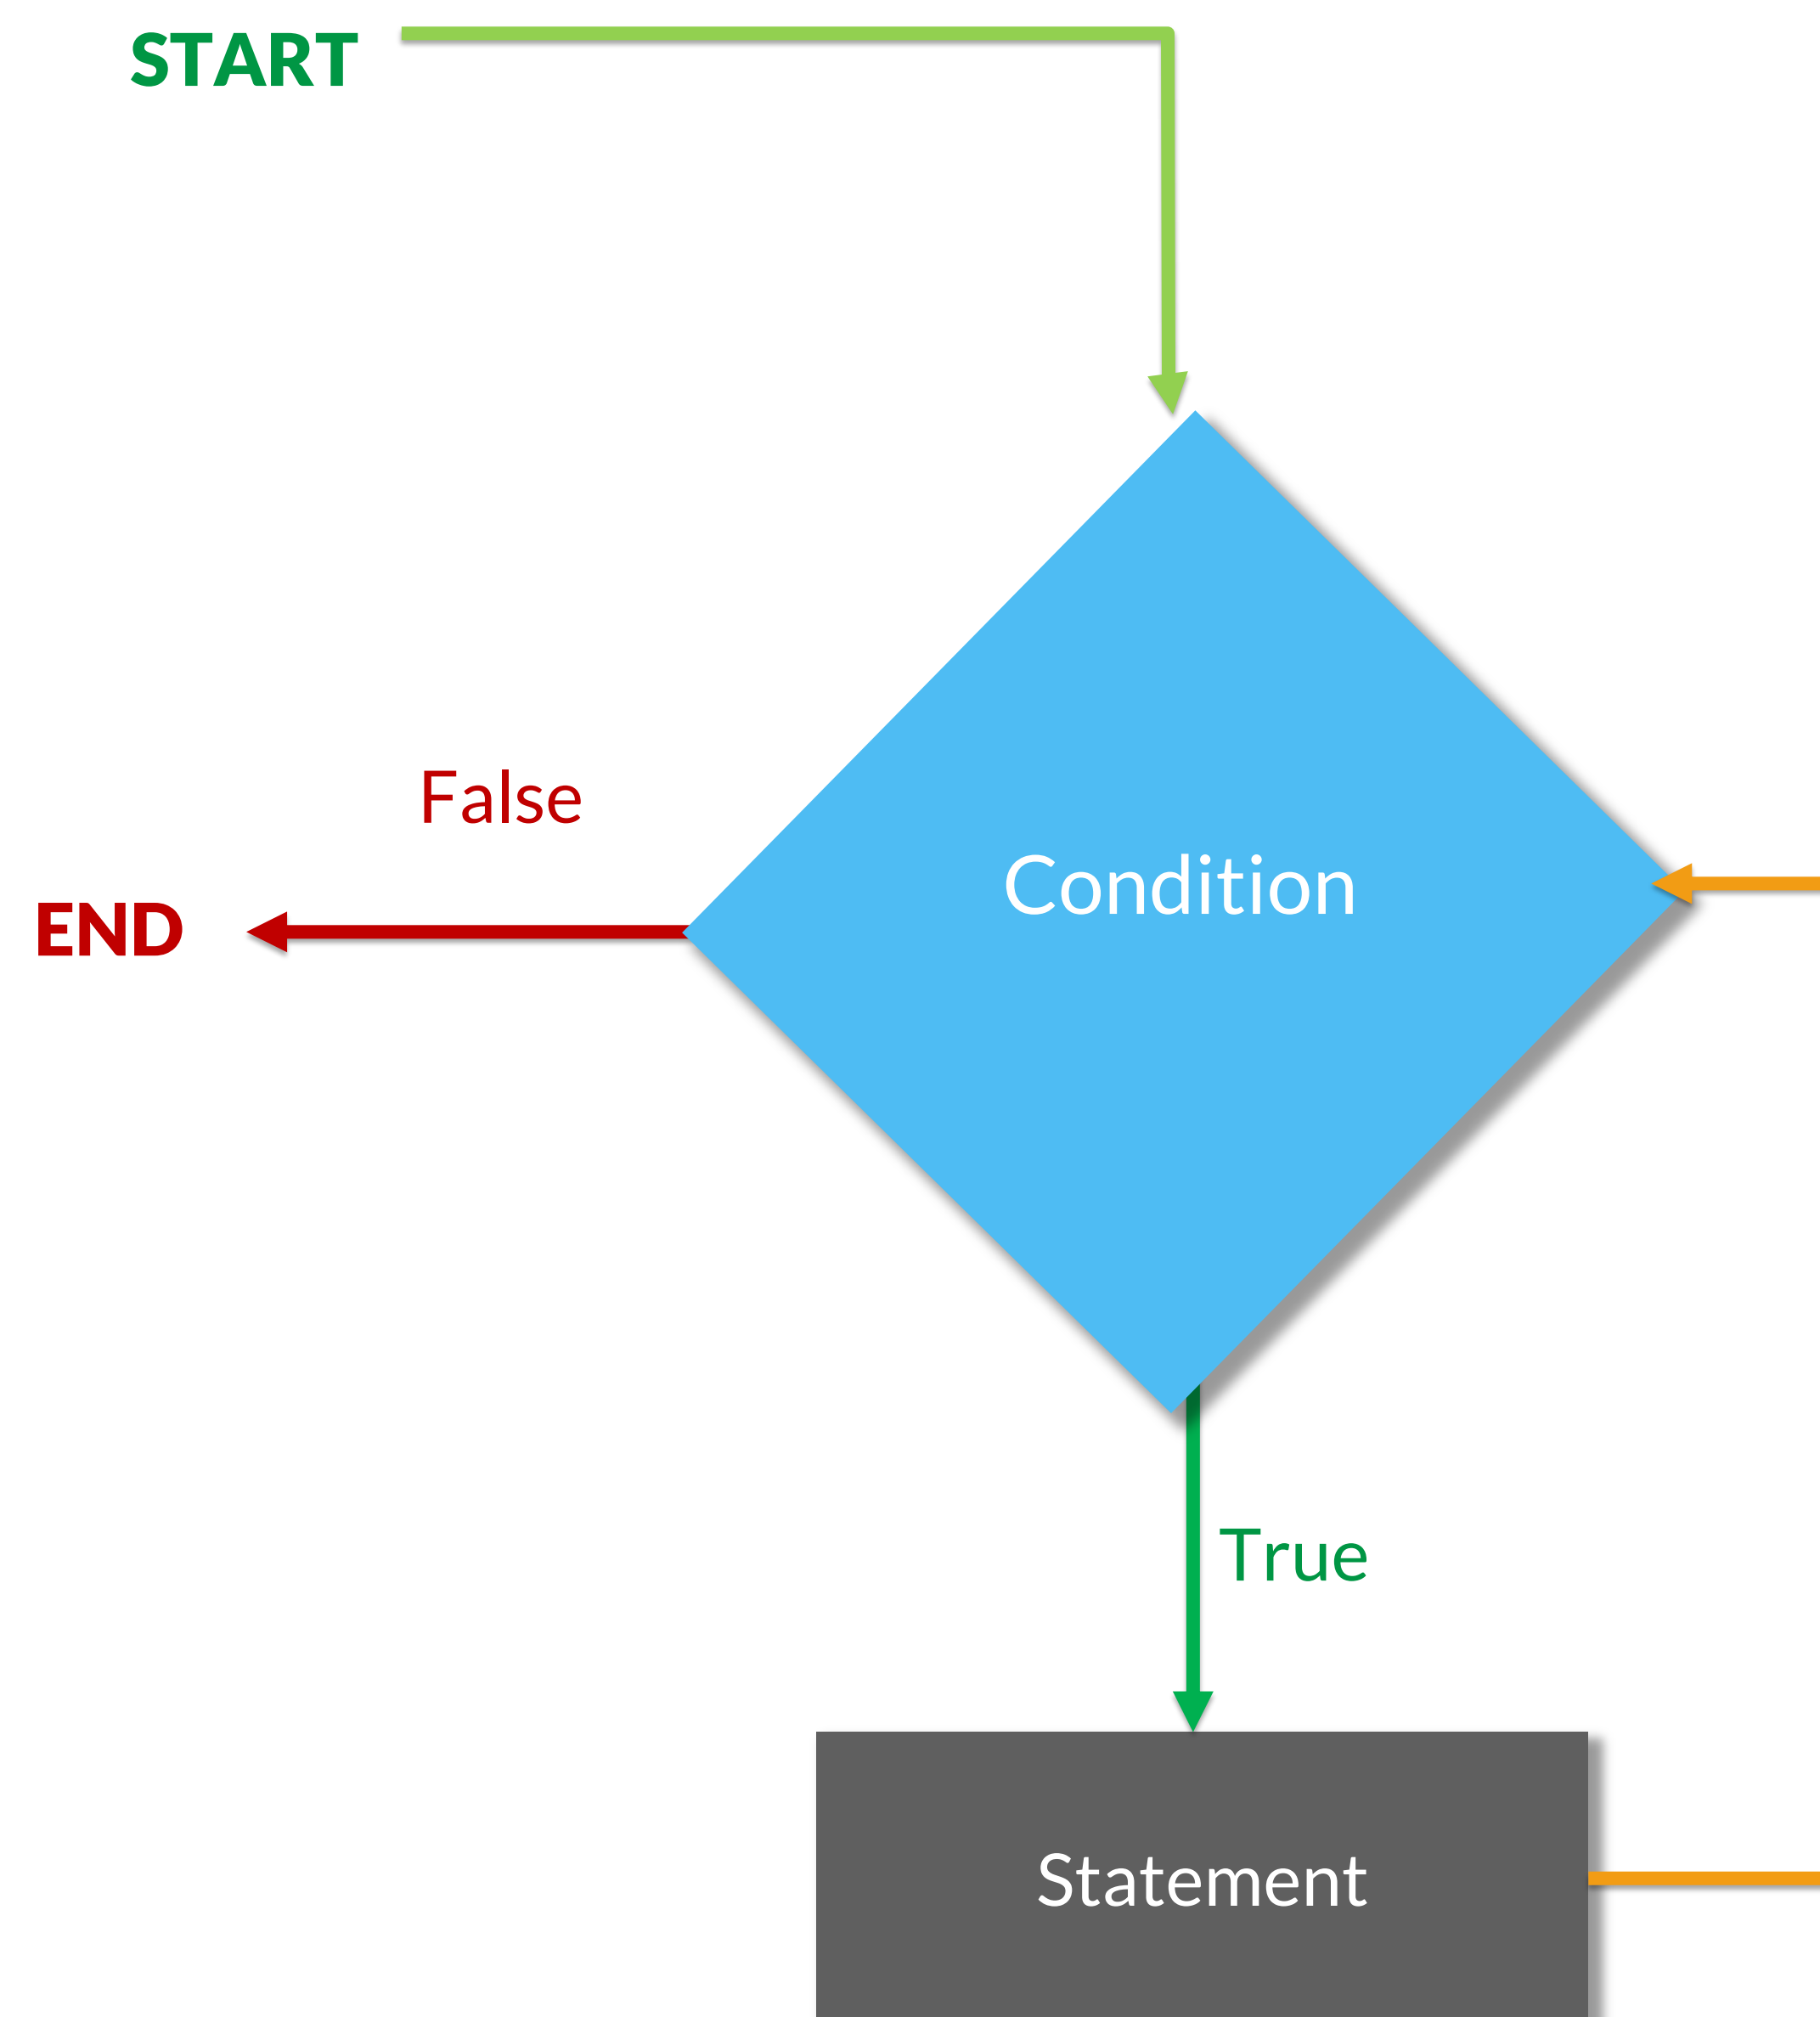 START
False
Condition
END
True
Statement